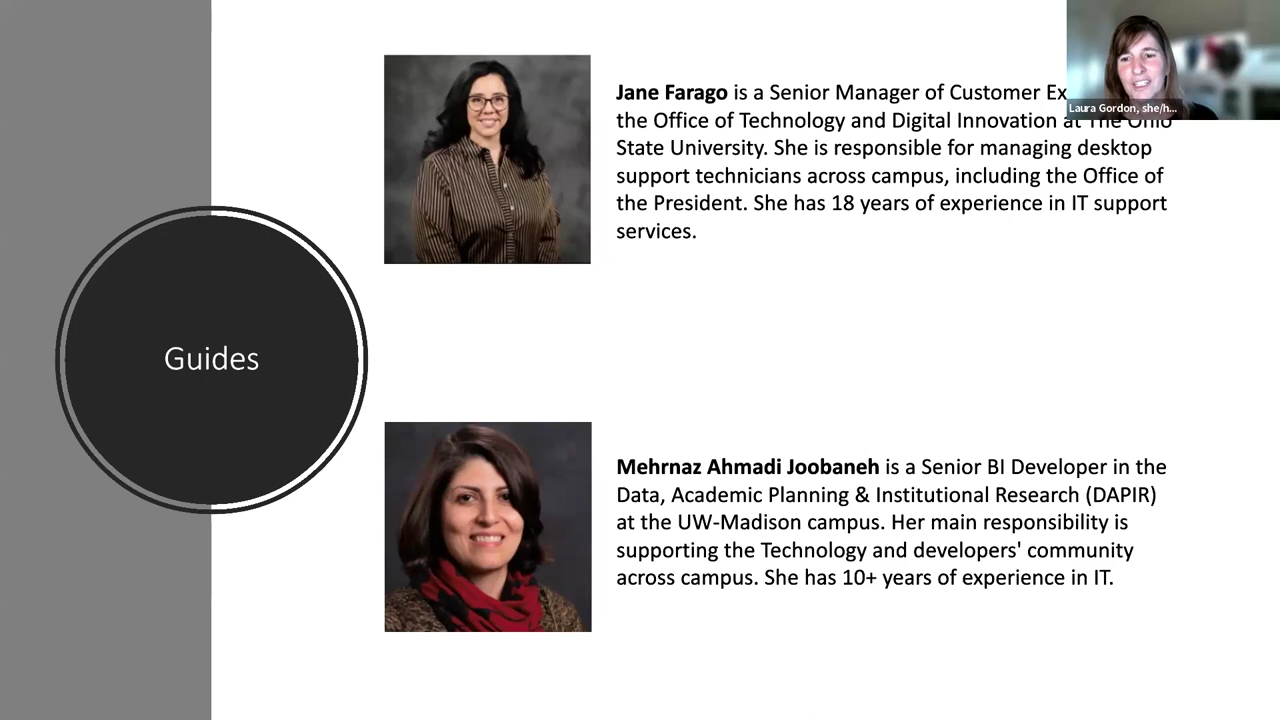 Guides
Jane Farago is a Senior Manager of Customer
the Office of Technology and Digital Innovation at The Ohio
State University. She is responsible for managing desktop
support technicians across campus, including the Office of
the President. She has 18 years of experience in IT support
services.
Mehrnaz Ahmadi Joobaneh is a Senior BI Developer in the
Data, Academic Planning & Institutional Research (DAPIR)
at the UW-Madison campus. Her main responsibility is
supporting the Technology and developers' community
across campus. She has 10+ years of experience in IT.
Laura Gordon, she/h...